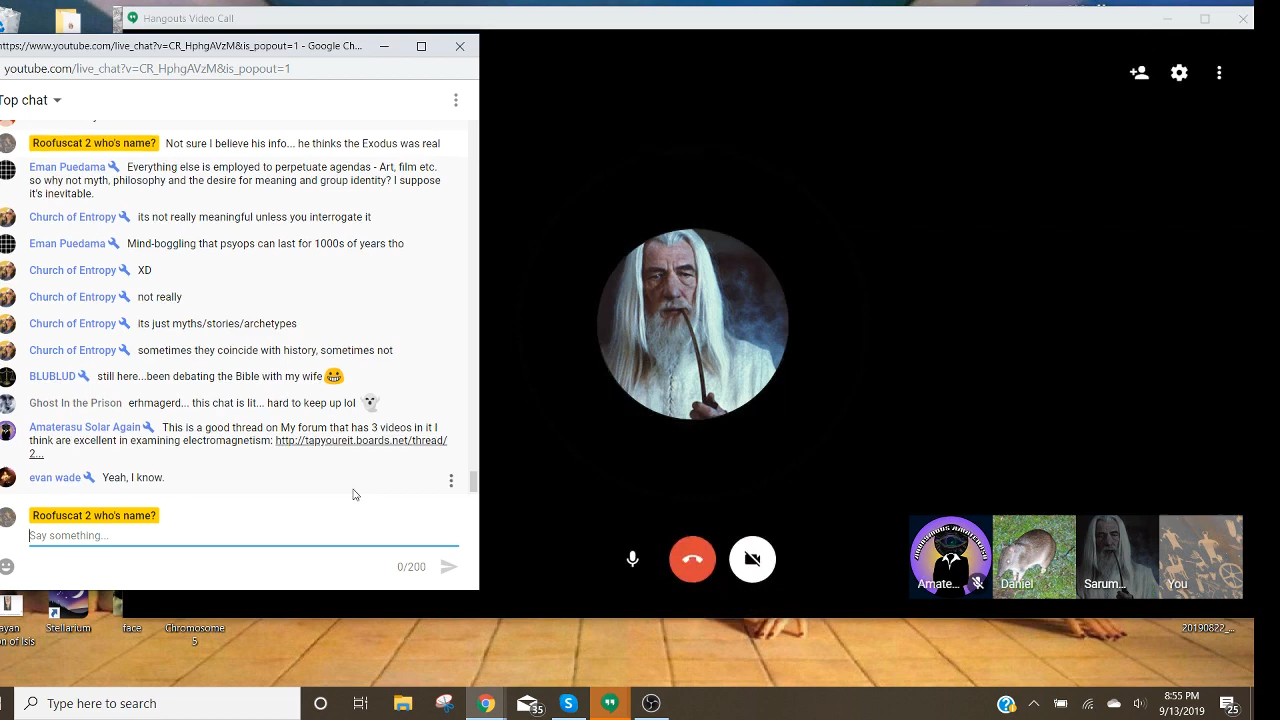 Hangouts Video Call
https://www.youtube.com/live_chat?v=CR_HphgAVzM&is_popout=1 - Google Ch...
youtube.com/live_chat?v=CR_HphgAVzM&is_popout=1
Top chat
Roofuscat 2 who's name? Not sure I believe his info... he thinks the Exodus was real
Eman Puedama Everything else is employed to perpetuate agendas - Art, film etc.
so why not myth, philosophy and the desire for meaning and group identity? I suppose
it's inevitable.
Church of Entropy its not really meaningful unless you interrogate it
Eman Puedama Mind-boggling that psyops can last for 1000s of years tho
Church of Entropy XD
Church of Entropy not really
Church of Entropy its just myths/stories/archetypes
Church of Entropy sometimes they coincide with history, sometimes not
BLUBLUD still here...been debating the Bible with my wife
Ghost In the Prison erhmagerd... this chat is lit... hard to keep up lol
Amaterasu Solar Again This is a good thread on My forum that has 3 videos in it I
think are excellent in examining electromagnetism: http://tapyoureit.boards.net/thread/
2...
evan wade Yeah, I know.
Roofuscat 2 who's name?
Say something...
0/200
ANONYMOUS
Amate...
Daniel
Sarum...
You
ayan
on of Isis
Stellarium
face
Chromosome
5
20190822_...
Type here to search
35
8:55 PM
9/13/2019
25